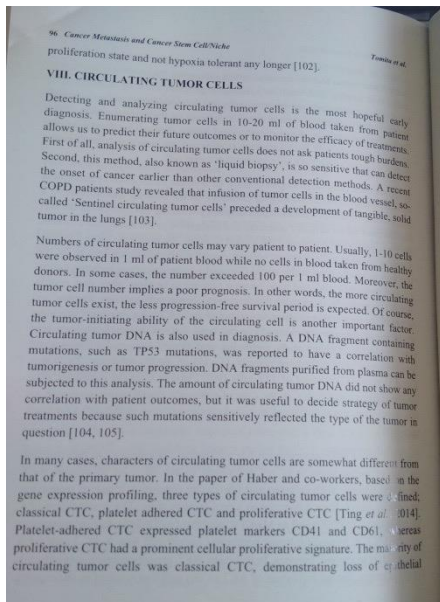 96 Cancer Metastasis and Cancer Stem Cell/Niche
Tomita et al.
proliferation state and not hypoxia tolerant any longer [102].
VIII. CIRCULATING TUMOR CELLS
Detecting and analyzing circulating tumor cells is the most hopeful early
diagnosis. Enumerating tumor cells in 10-20 ml of blood taken from patient
allows us to predict their future outcomes or to monitor the efficacy of treatments.
First of all, analysis of circulating tumor cells does not ask patients tough burdens.
Second, this method, also known as 'liquid biopsy', is so sensitive that can detect
the onset of cancer earlier than other conventional detection methods. A recent
COPD patients study revealed that infusion of tumor cells in the blood vessel, so-
called 'Sentinel circulating tumor cells' preceded a development of tangible, solid
tumor in the lungs [103].
Numbers of circulating tumor cells may vary patient to patient. Usually, 1-10 cells
were observed in 1 ml of patient blood while no cells in blood taken from healthy
donors. In some cases, the number exceeded 100 per 1 ml blood. Moreover, the
tumor cell number implies a poor prognosis. In other words, the more circulating
tumor cells exist, the less progression-free survival period is expected. Of course,
the tumor-initiating ability of the circulating cell is another important factor.
Circulating tumor DNA is also used in diagnosis. A DNA fragment containing
mutations, such as TP53 mutations, was reported to have a correlation with
tumorigenesis or tumor progression. DNA fragments purified from plasma can be
subjected to this analysis. The amount of circulating tumor DNA did not show any
correlation with patient outcomes, but it was useful to decide strategy of tumor
treatments because such mutations sensitively reflected the type of the tumor in
question [104, 105].
In many cases, characters of circulating tumor cells are somewhat different from
that of the primary tumor. In the paper of Haber and co-workers, based on the
gene expression profiling, three types of circulating tumor cells were defined;
classical CTC, platelet adhered CTC and proliferative CTC [Ting et al. 2014].
Platelet-adhered CTC expressed platelet markers CD41 and CD61, whereas
proliferative CTC had a prominent cellular proliferative signature. The majority of
circulating tumor cells was classical CTC, demonstrating loss of epithelial